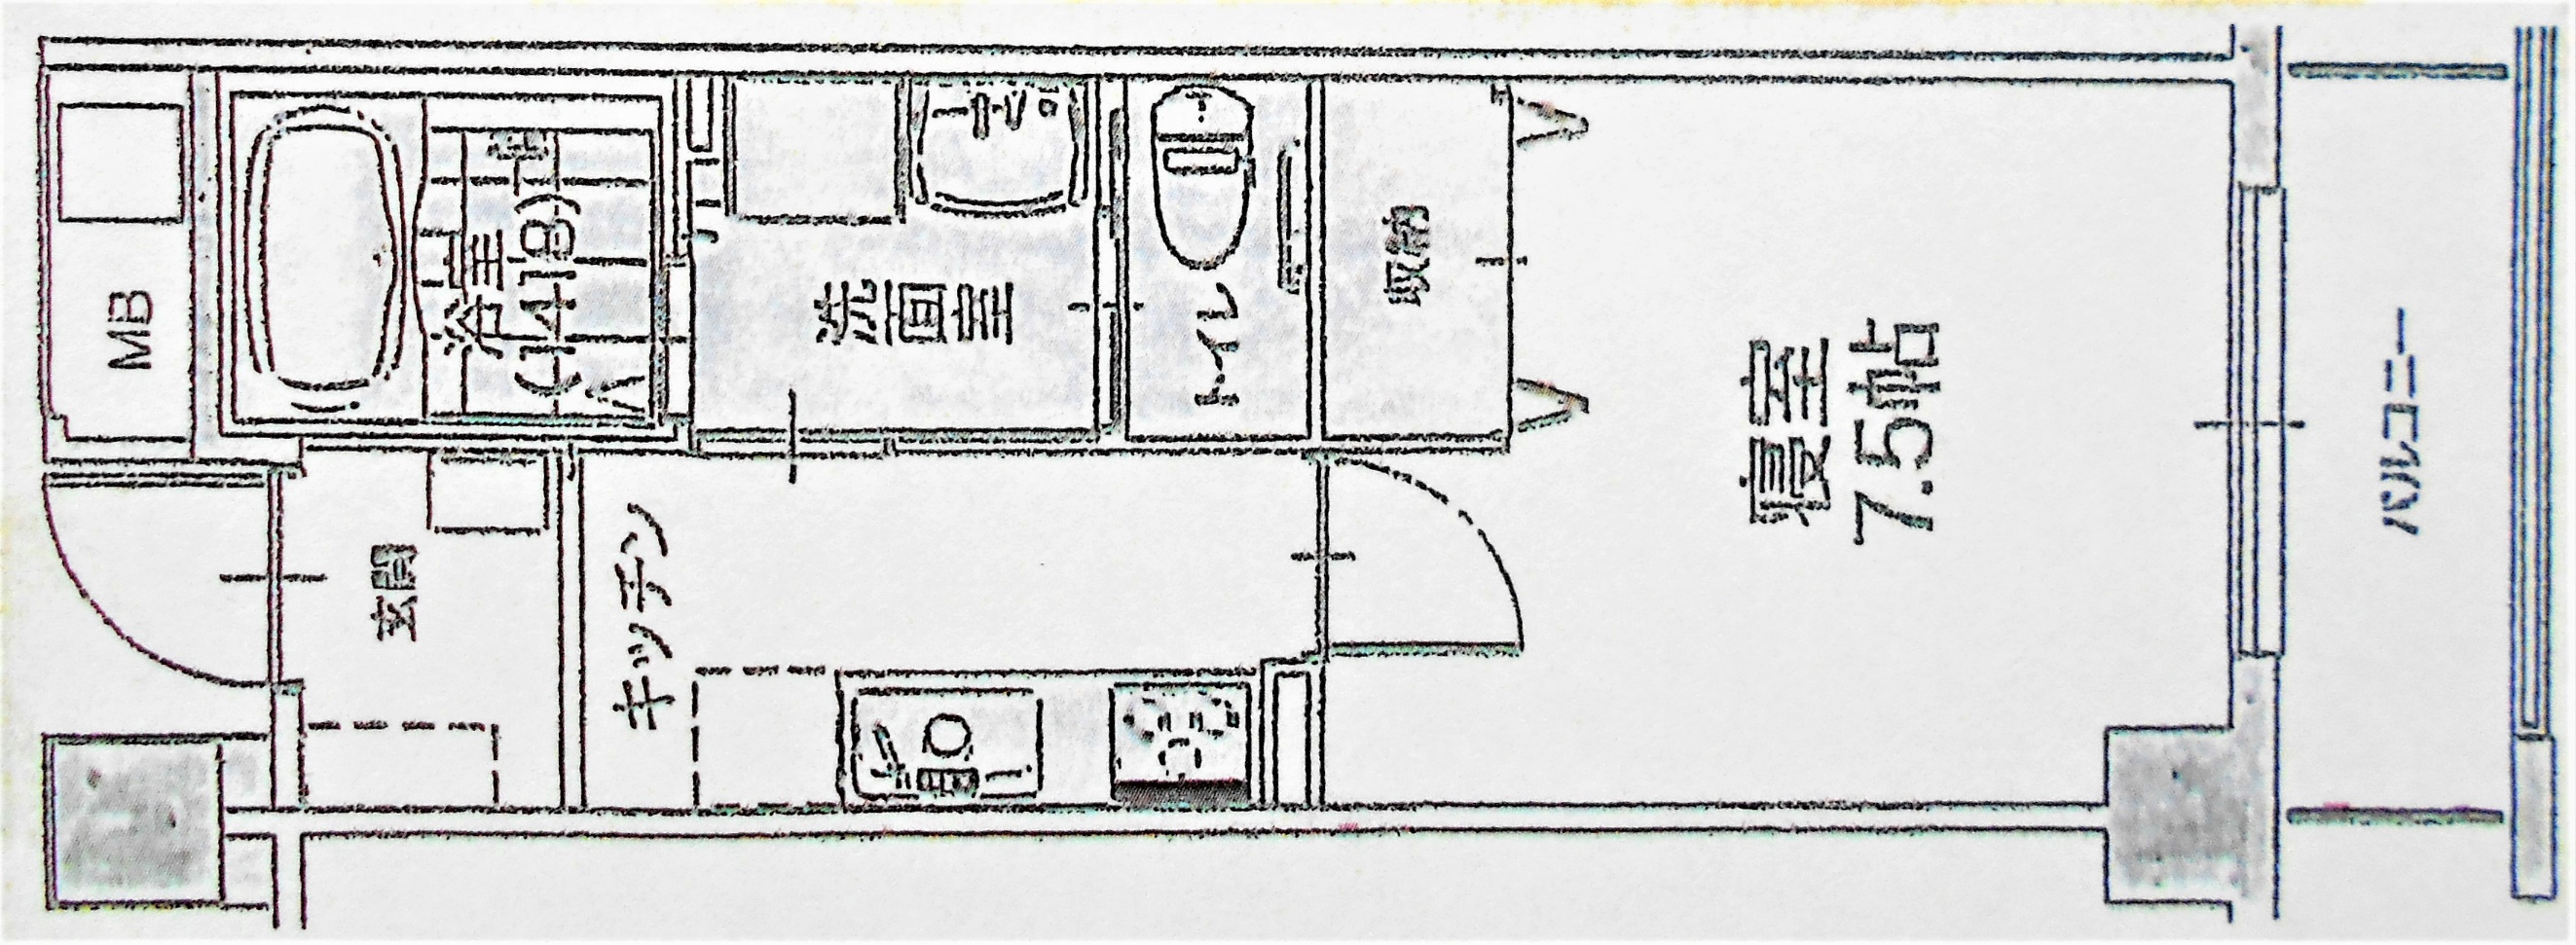 MB
浴室
(1418)
洗面室
トイレ
収納
寝室
7.5帖
バルコニー
玄関
キッチン